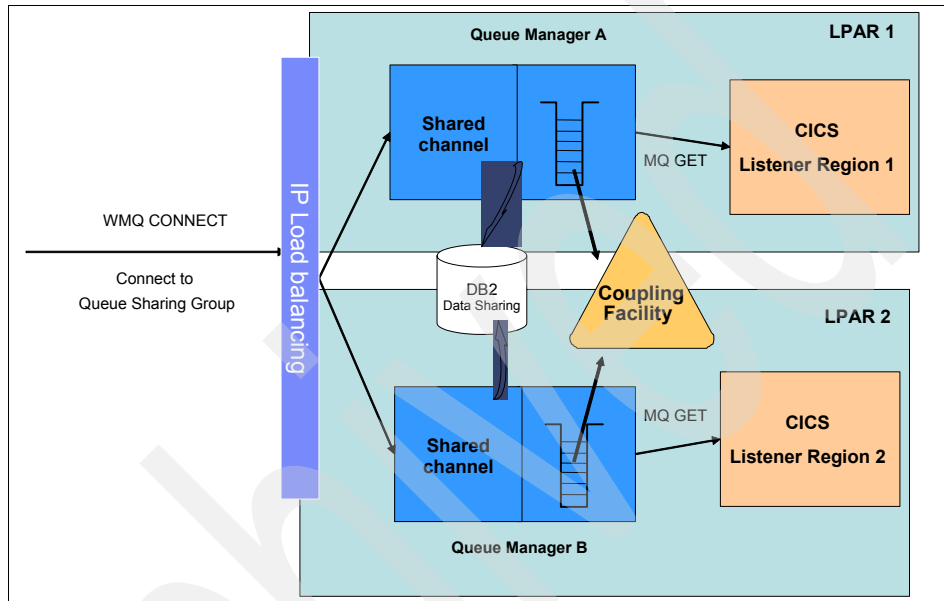 Queue Manager A
LPAR 1
Shared
channel
MQ GET
CICS
Listener Region 1
WMQ CONNECT
Connect to
Queue Sharing Group
IP Load balancing
DB2
Data Sharing
Coupling
Facility
LPAR 2
Shared
channel
MQ GET
CICS
Listener Region 2
Queue Manager B